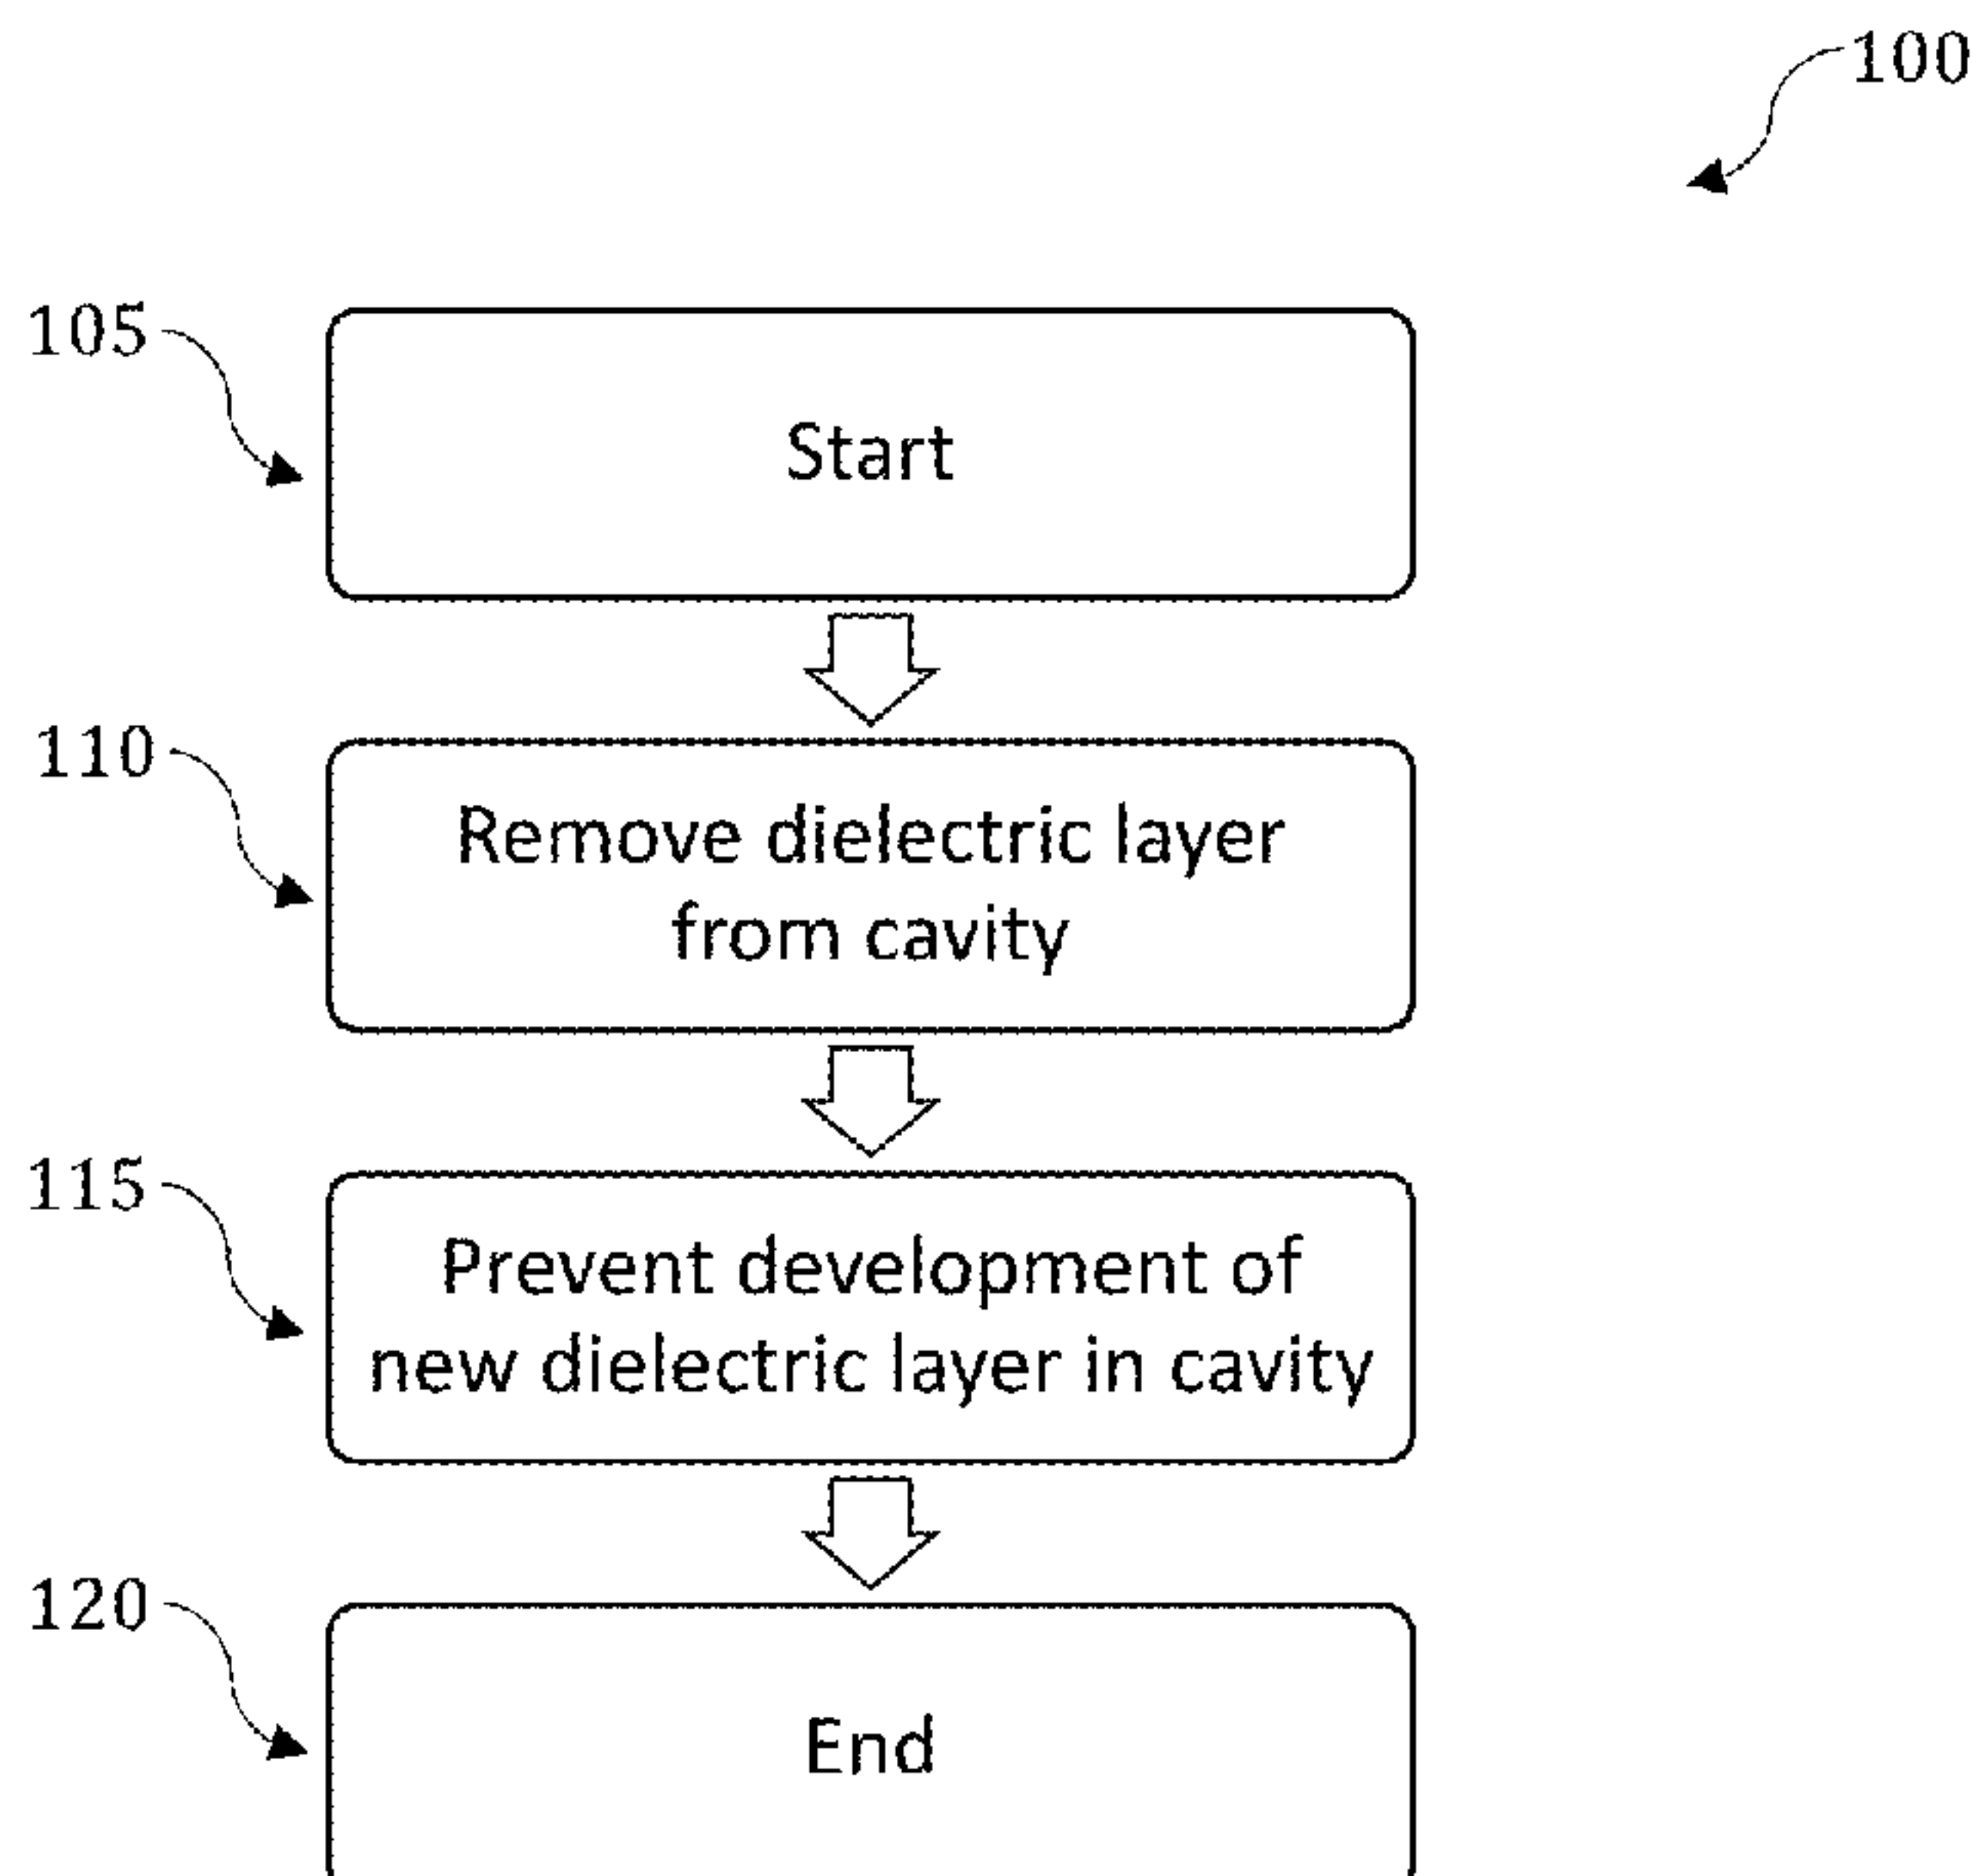 100
105
Start
110
Remove dielectric layer
from cavity
115
Prevent development of
new dielectric layer in cavity
120
End